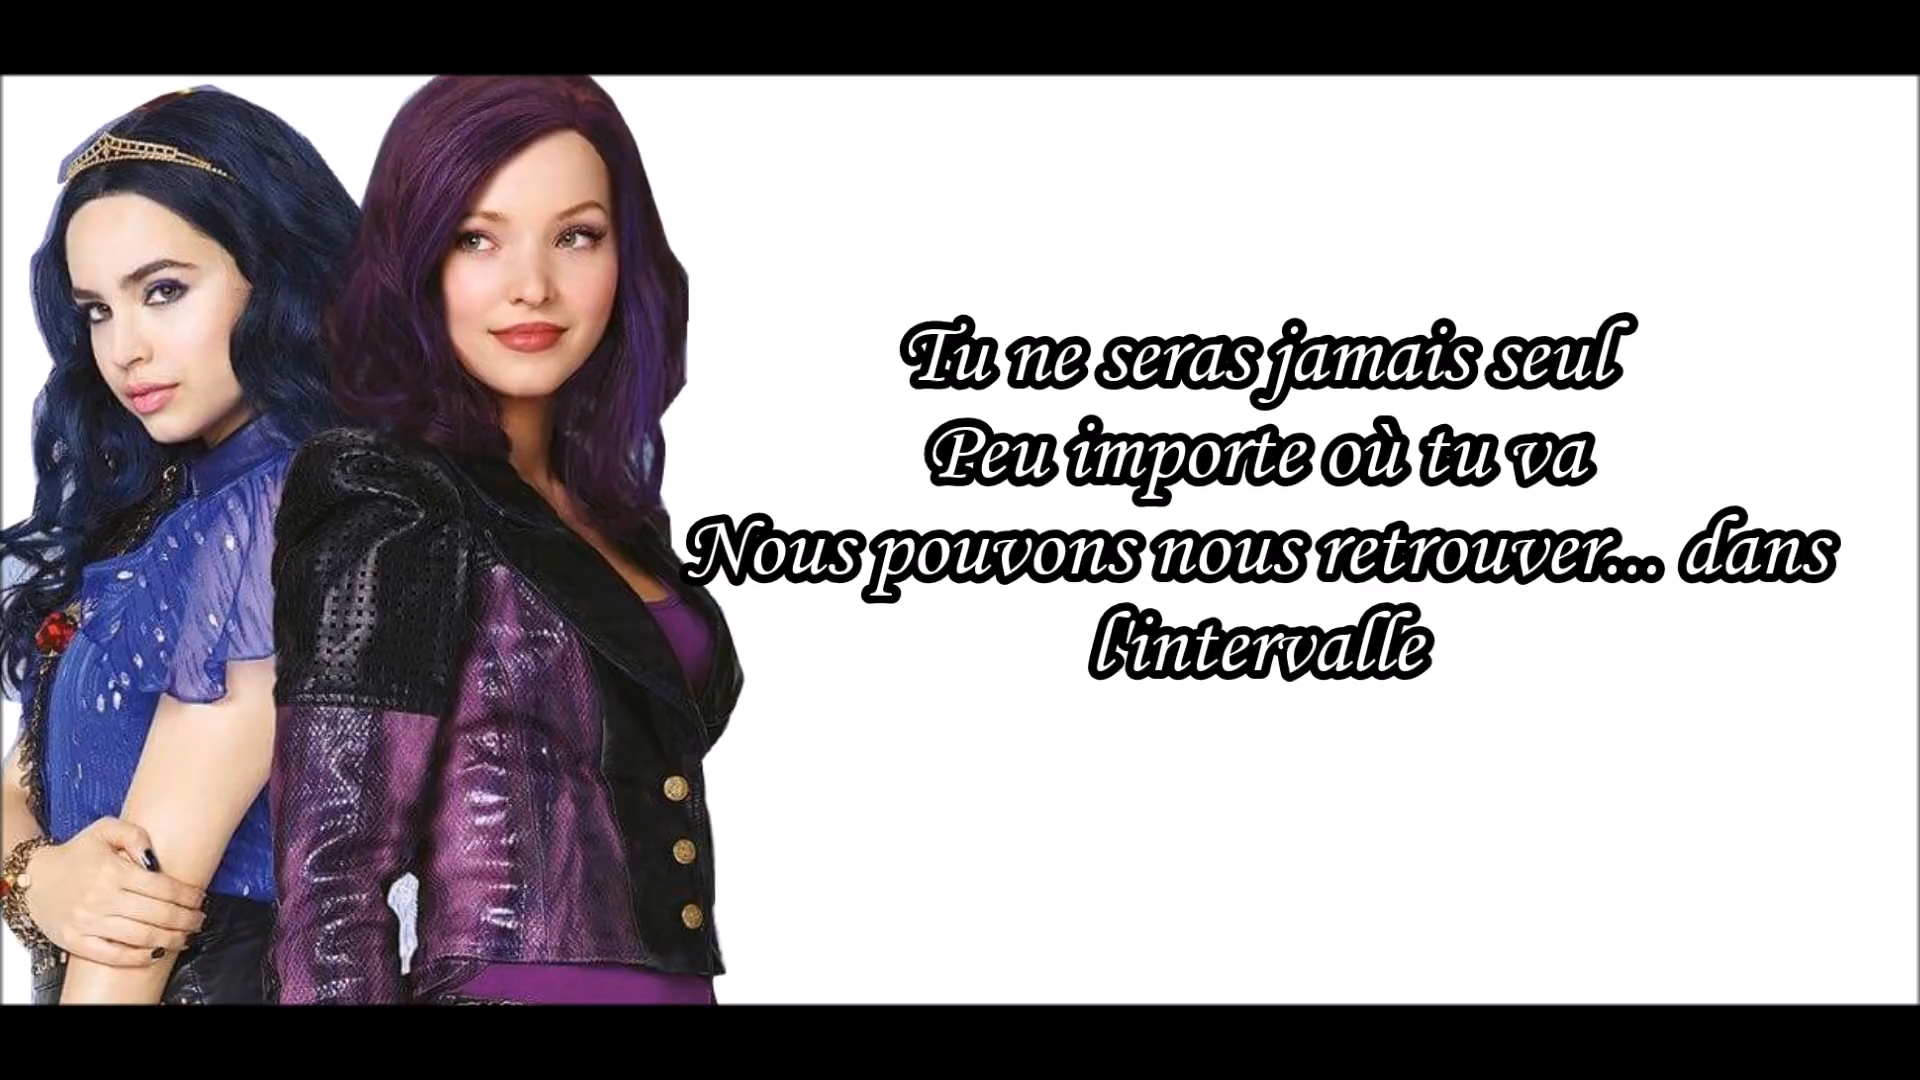 Tu ne seras jamais seul
Peu importe où tu va
Nous pouvons nous retrouver... dans
l'intervalle